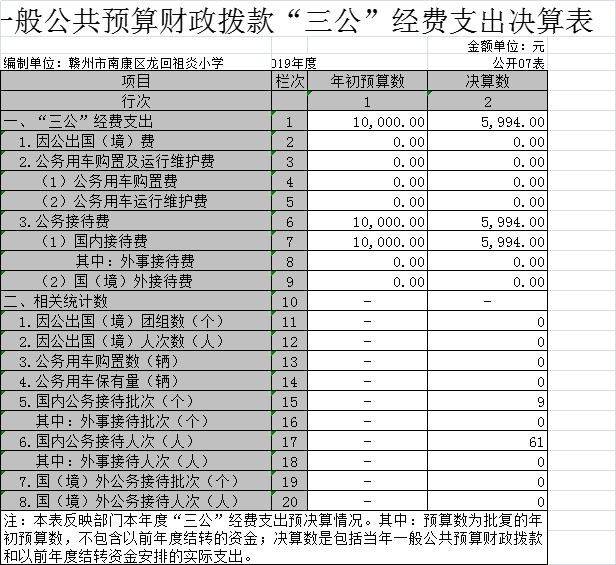 一般公共预算财政拨款“三公”经费支出决算表
金额单位：元
编制单位：赣州市南康区龙回祖炎小学 019年度 公开07表
项目 栏次 年初预算数 决算数
行次 1 2
一、“三公”经费支出 1 10,000.00 5,994.00
1.因公出国（境）费 2 0.00 0.00
2.公务用车购置及运行维护费 3 0.00 0.00
（1）公务用车购置费 4 0.00 0.00
（2）公务用车运行维护费 5 0.00 0.00
3.公务接待费 6 10,000.00 5,994.00
（1）国内接待费 7 10,000.00 5,994.00
其中：外事接待费 8 0.00 0.00
（2）国（境）外接待费 9 0.00 0.00
二、相关统计数 10 － －
1.因公出国（境）团组数（个） 11 － 0
2.因公出国（境）人次数（人） 12 － 0
3.公务用车购置数（辆） 13 － 0
4.公务用车保有量（辆） 14 － 0
5.国内公务接待批次（个） 15 － 9
其中：外事接待批次（个） 16 － 0
6.国内公务接待人次（人） 17 － 61
其中：外事接待人次（人） 18 － 0
7.国（境）外公务接待批次（个） 19 － 0
8.国（境）外公务接待人次（人） 20 － 0
注：本表反映部门本年度“三公”经费支出预决算情况。其中：预算数为批复的年
初预算数，不包含以前年度结转的资金；决算数是包括当年一般公共预算财政拨款
和以前年度结转资金安排的实际支出。